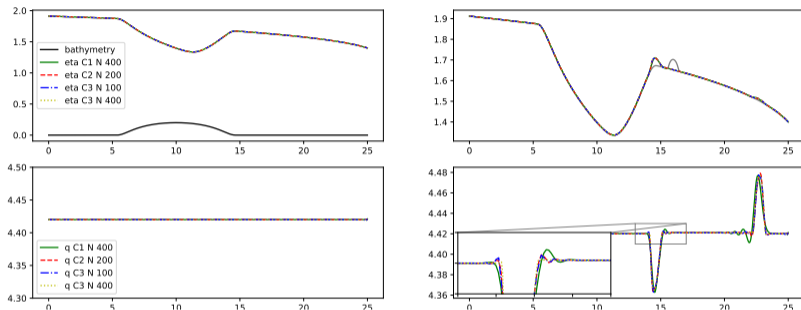 2.0
1.5
1.0
0.5
0.0
bathymetry
eta C1 N 400
eta C2 N 200
eta C3 N 100
eta C3 N 400
0 5 10 15 20 25
1.9
1.8
1.7
1.6
1.5
1.4
0 5 10 15 20 25
4.50
4.45
4.40
4.35
4.30
q C1 N 400
q C2 N 200
q C3 N 100
q C3 N 400
0 5 10 15 20 25
4.48
4.46
4.44
4.42
4.40
4.38
4.36
0 5 10 15 20 25